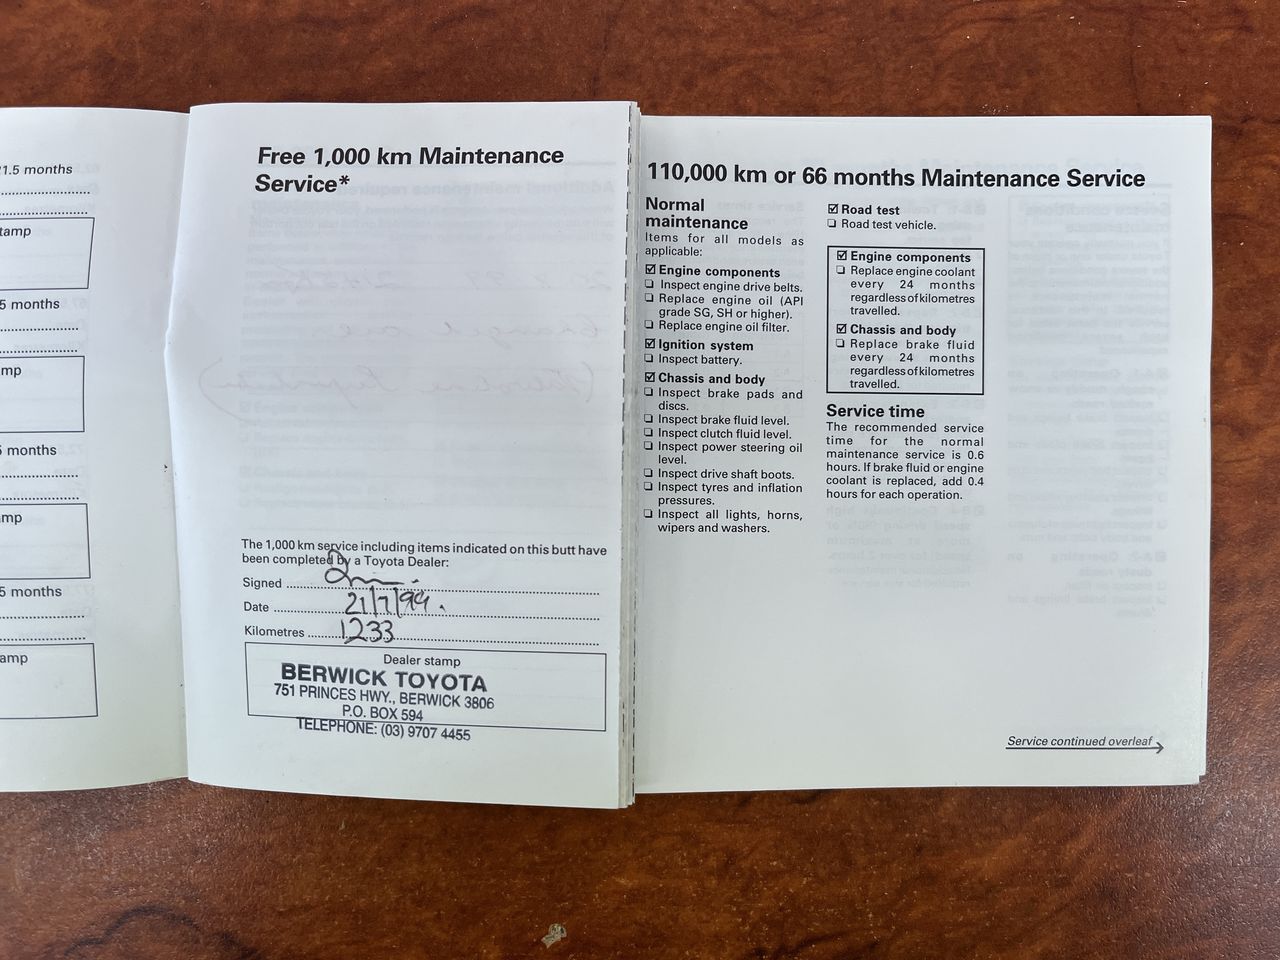 21.5 months
tamp
5 months
mp
5 months
amp
5 months
amp
Free 1,000 km Maintenance
Service*
The 1,000 km service including items indicated on this butt have
been completed by a Toyota Dealer:
Signed
Date 21/7/99.
Kilometres 1233
Dealer stamp
BERWICK TOYOTA
751 PRINCES HWY., BERWICK 3806
P.O. BOX 594
TELEPHONE: (03) 9707 4455
110,000 km or 66 months Maintenance Service
Normal
maintenance
Items for all models as
applicable:
☑ Engine components
❏ Inspect engine drive belts.
❏ Replace engine oil (API
grade SG, SH or higher).
❏ Replace engine oil filter.
☑ Ignition system
❏ Inspect battery.
☑ Chassis and body
❏ Inspect brake pads and
discs.
❏ Inspect brake fluid level.
❏ Inspect clutch fluid level.
❏ Inspect power steering oil
level.
❏ Inspect drive shaft boots.
❏ Inspect tyres and inflation
pressures.
❏ Inspect all lights, horns,
wipers and washers.
☑ Road test
❏ Road test vehicle.
☑ Engine components
❏ Replace engine coolant
every 24 months
regardless of kilometres
travelled.
☑ Chassis and body
❏ Replace brake fluid
every 24 months
regardless of kilometres
travelled.
Service time
The recommended service
time for the normal
maintenance service is 0.6
hours. If brake fluid or engine
coolant is replaced, add 0.4
hours for each operation.
Service continued overleaf